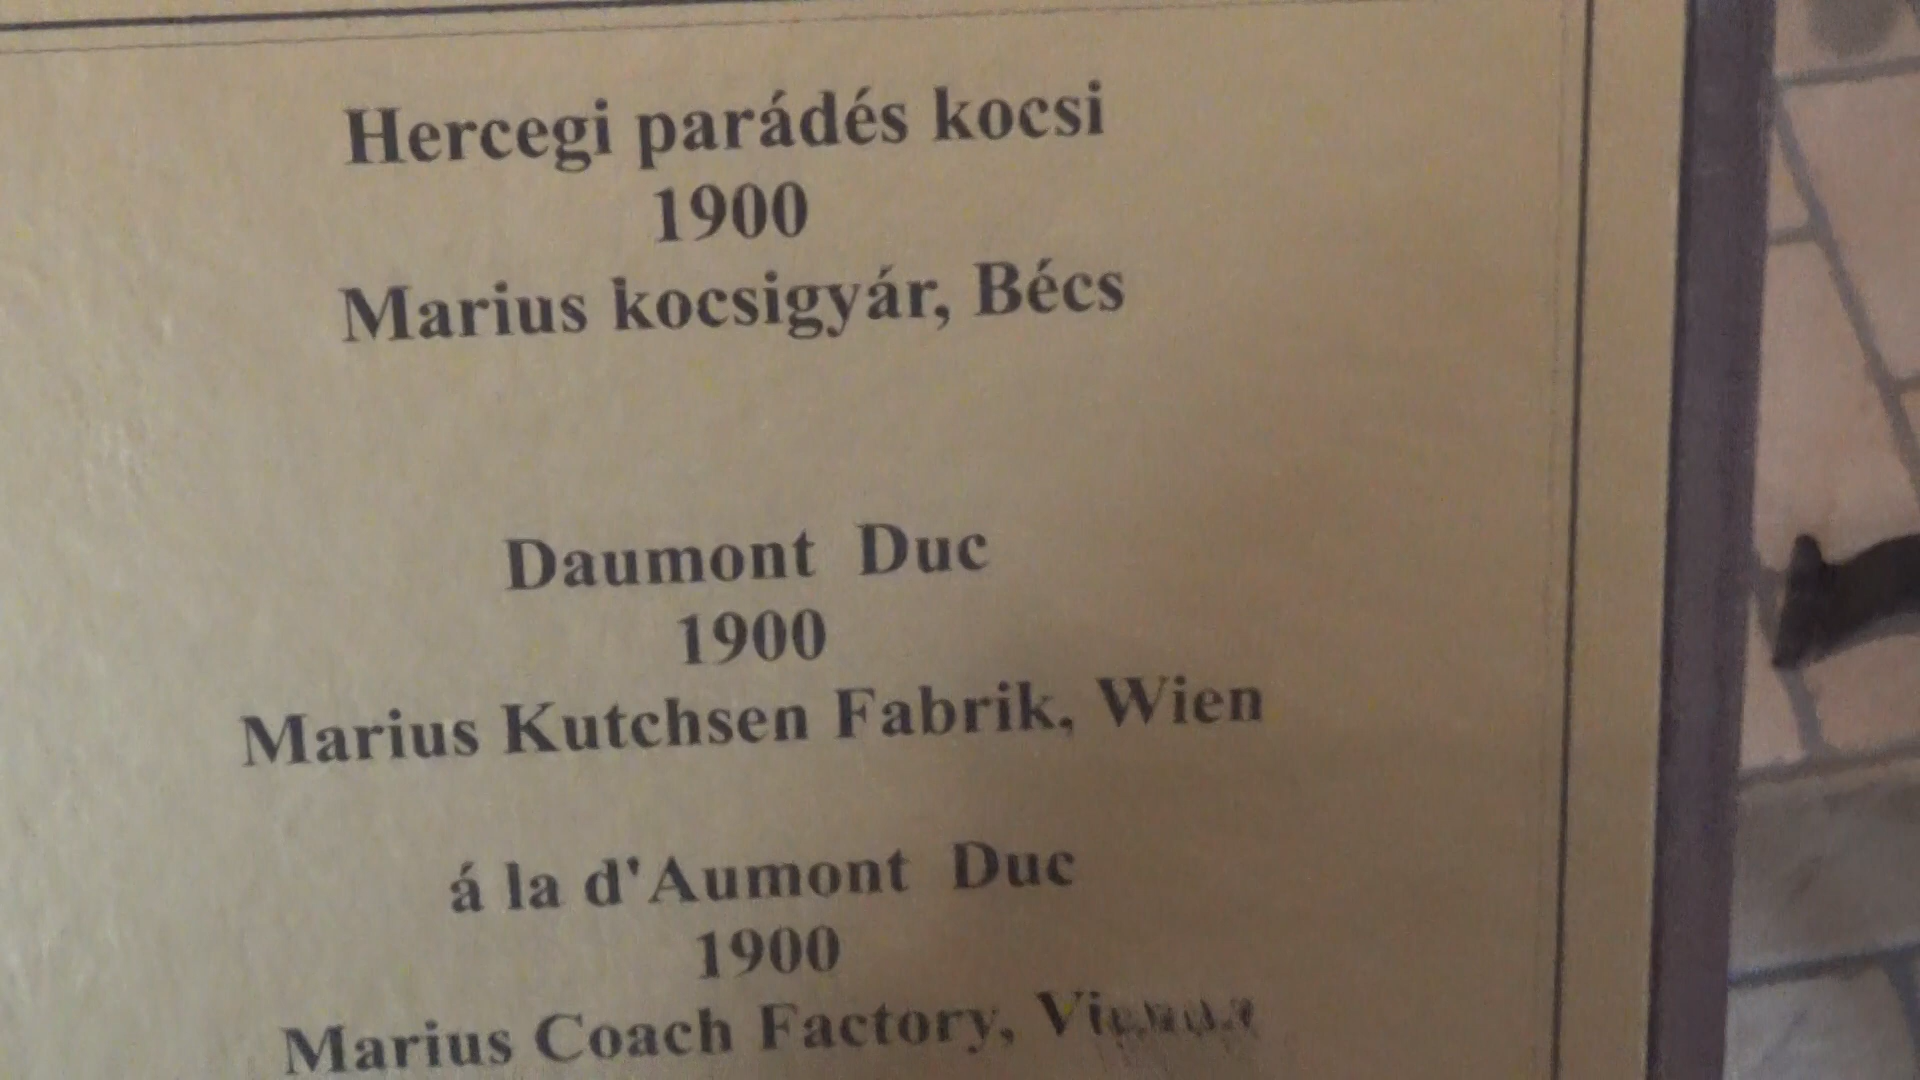 Hercegi parádés kocsi
1900
Marius kocsigyár, Bécs
Daumont Duc
1900
Marius Kutchsen Fabrik, Wien
á la d'Aumont Duc
1900
Marius Coach Factory, Vienna